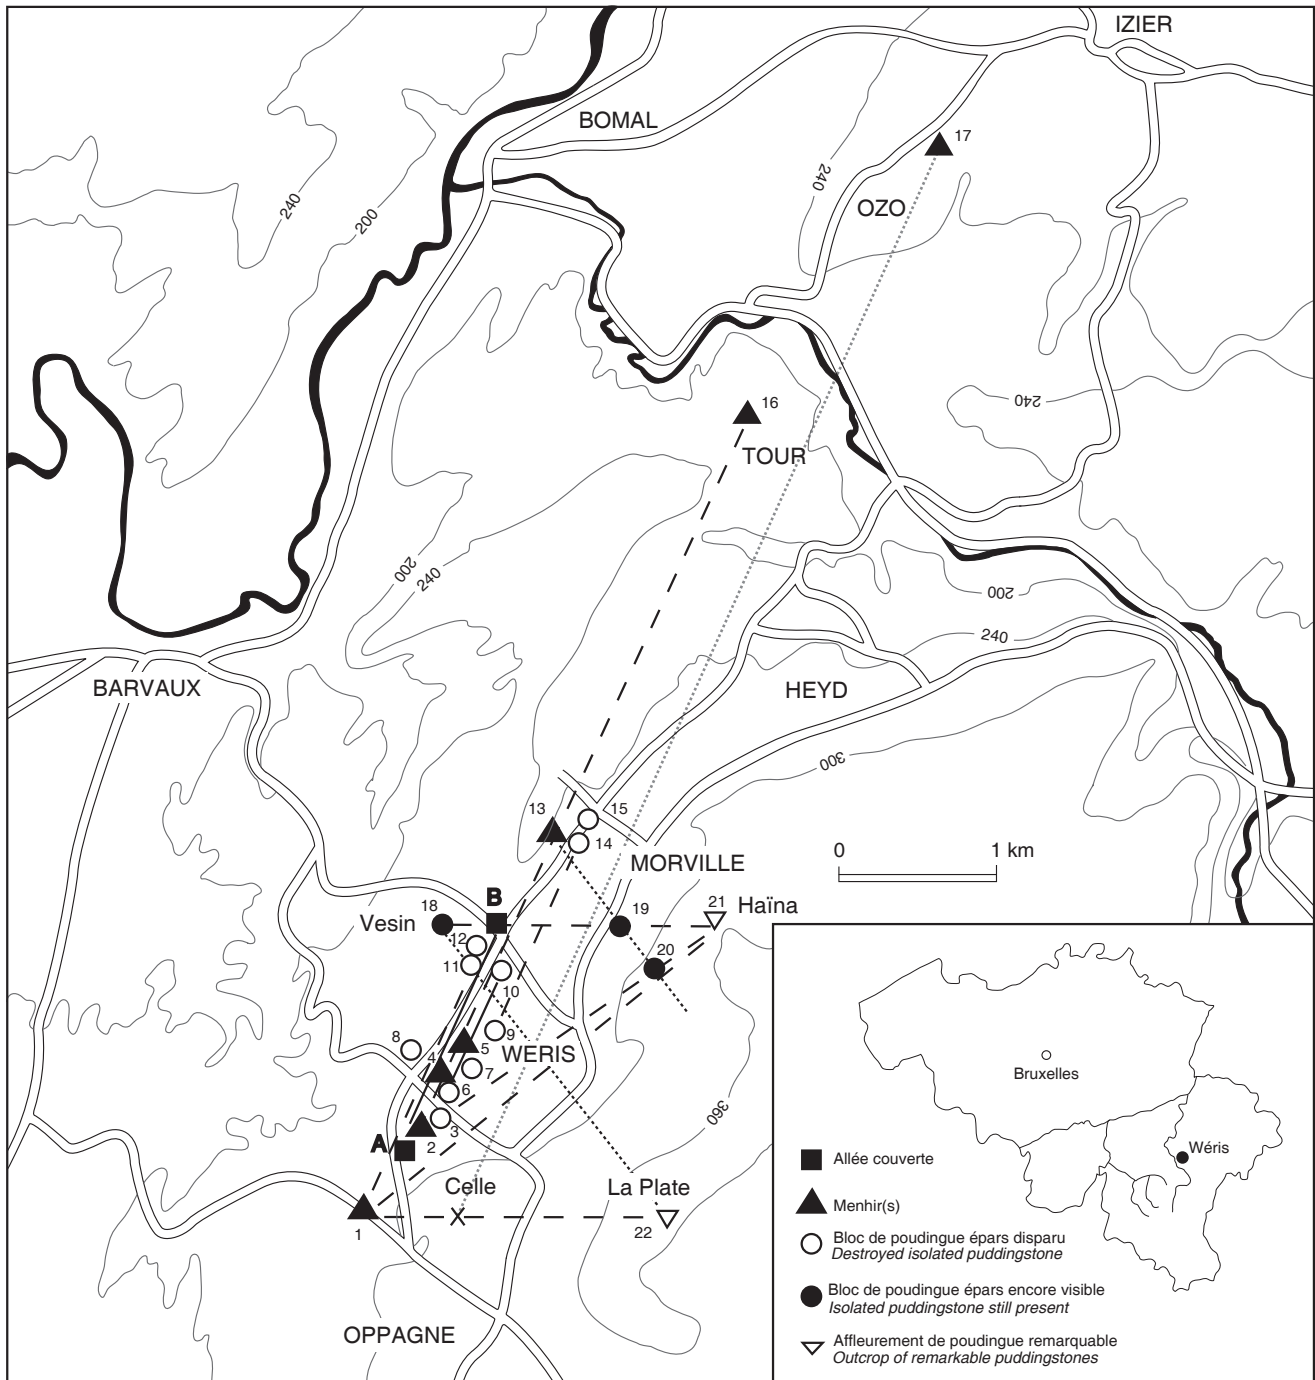 IZIER
BOMAL
17
240
240
200
OZO
240
16
TOUR
200
240
200
240
BARVAUX
HEYD
300
13
15
14
0 1 km
MORVILLE
B
21
Haïna
Vesin
18
19
12
20
11
10
8
9
5
4
WERIS
7
6
3
2
A
360
Celle
La Plate
X
1
22
OPPAGNE
Bruxelles
Wéris
Allée couverte
Menhir(s)
Bloc de poudingue épars disparu
Destroyed isolated puddingstone
Bloc de poudingue épars encore visible
Isolated puddingstone still present
Affleurement de poudingue remarquable
Outcrop of remarkable puddingstones